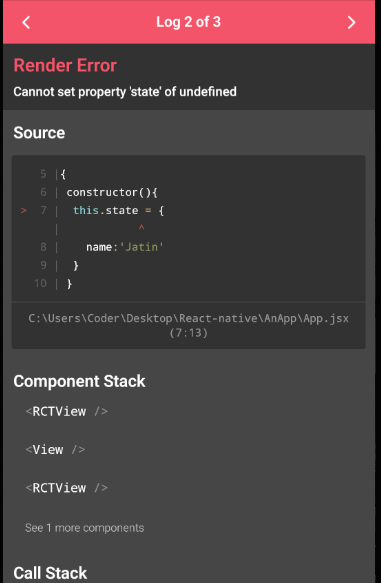 Log 2 of 3
Render Error
Cannot set property 'state' of undefined
Source
5 |{
6 | constructor(){
> 7 |  this.state = {
|            ^
8 |    name:'Jatin'
9 |  }
10 | }
C:\Users\Coder\Desktop\React-native\AnApp\App.jsx
(7:13)
Component Stack
<RCTView />
<View />
<RCTView />
See 1 more components
Call Stack